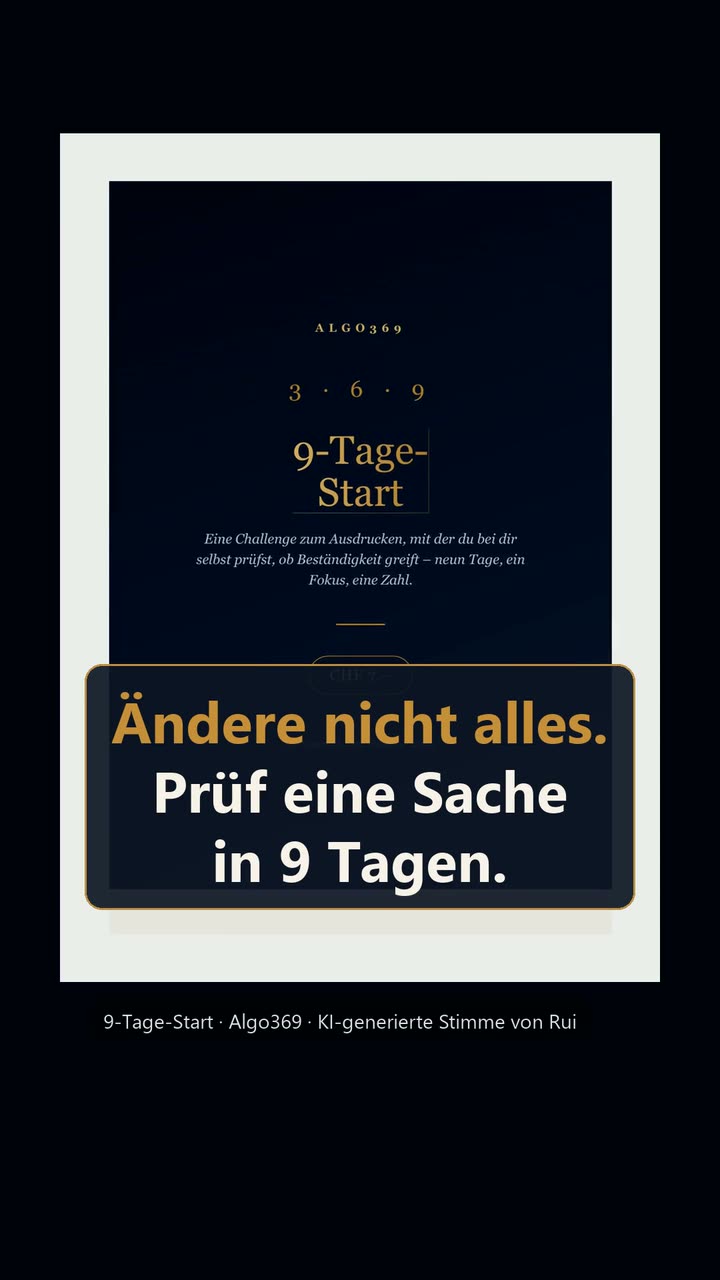 ALGO369
3 · 6 · 9
9-Tage-
Start
Eine Challenge zum Ausdrucken, mit der du bei dir
selbst prüfst, ob Beständigkeit greift – neun Tage, ein
Fokus, eine Zahl.
CHF 7.–
Ändere nicht alles.
Prüf eine Sache
in 9 Tagen.
9-Tage-Start · Algo369 · KI-generierte Stimme von Rui